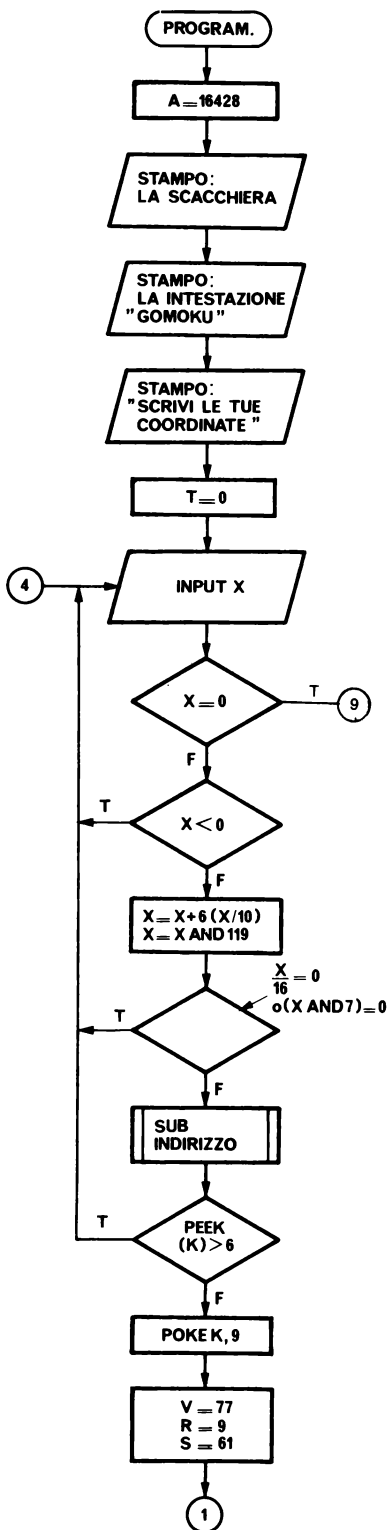 PROGRAM.
A=16428
STAMPO:
LA SCACCHIERA
STAMPO:
LA INTESTAZIONE
"GOMOKU"
STAMPO:
"SCRIVI LE TUE
COORDINATE"
T=0
4
INPUT X
X=0
T
9
F
X<0
T
F
X=X+6(X/10)
X=X AND 119
X
16 =0
o(X AND 7)=0
T
F
SUB
INDIRIZZO
T
PEEK
(K)>6
F
POKE K, 9
V=77
R=9
S=61
1